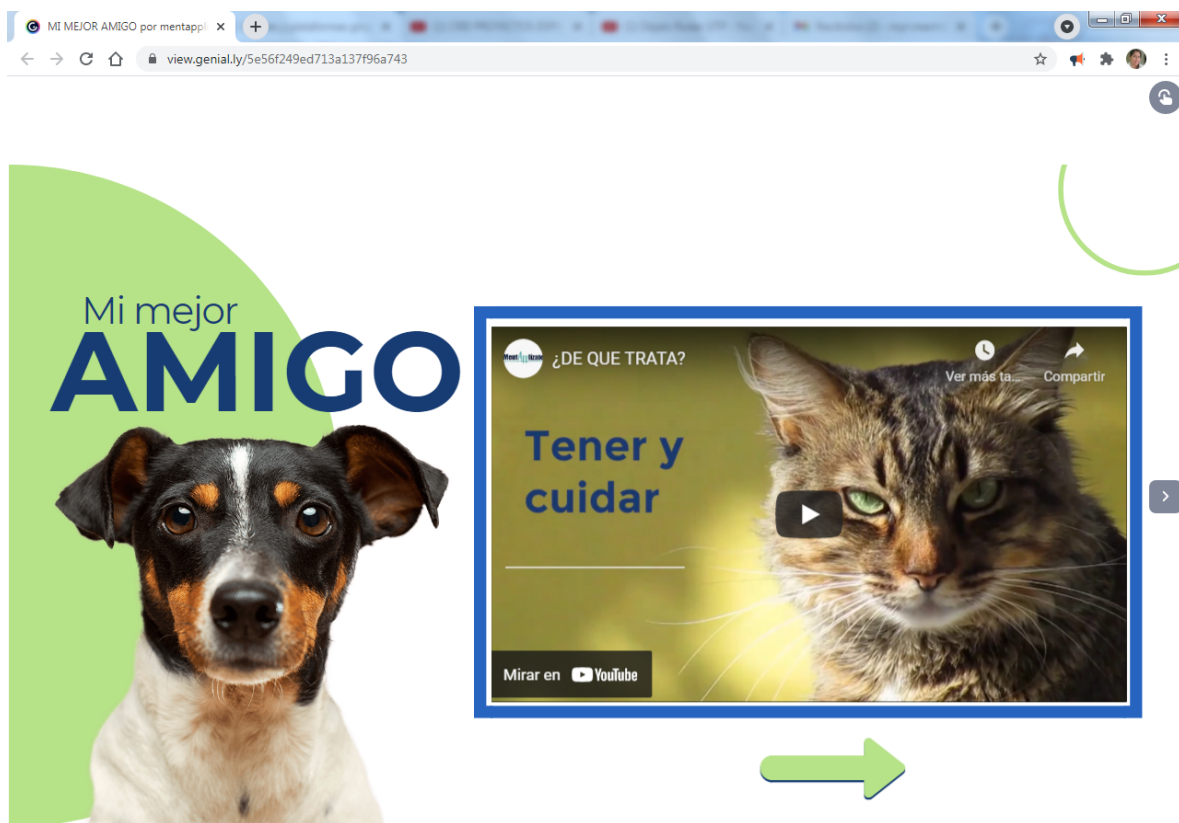 MI MEJOR AMIGO por mentappl
view.genial.ly/5e56f249ed713a137f96a743
Mi mejor
AMIGO
¿DE QUE TRATA?
Ver más ta...
Compartir
Tener y
cuidar
Mirar en YouTube